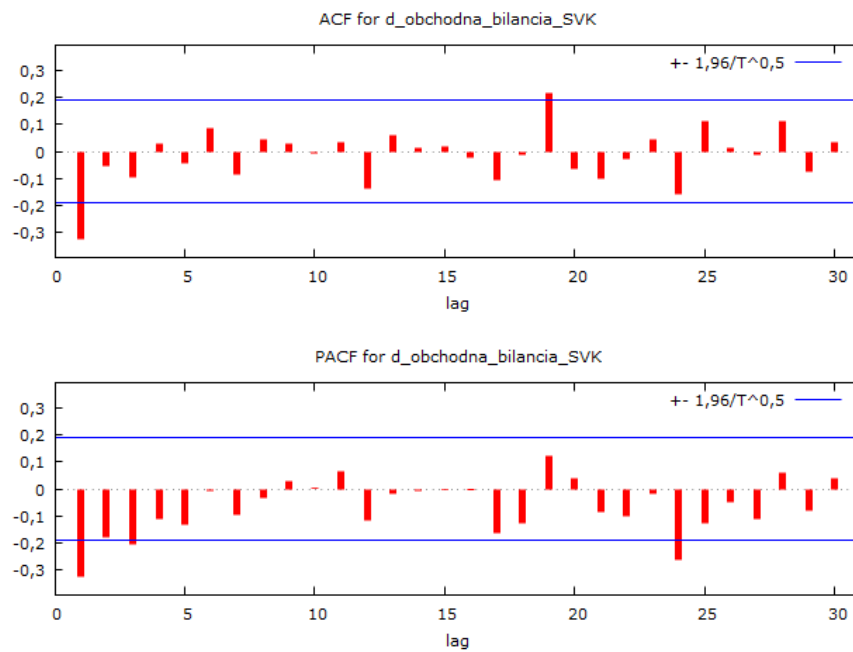 ACF for d_obchodna_bilancia_SVK
+- 1,96/T^0,5
0,3
0,2
0,1
0
-0,1
-0,2
-0,3
0 5 10 15 20 25 30
lag
PACF for d_obchodna_bilancia_SVK
+- 1,96/T^0,5
0,3
0,2
0,1
0
-0,1
-0,2
-0,3
0 5 10 15 20 25 30
lag